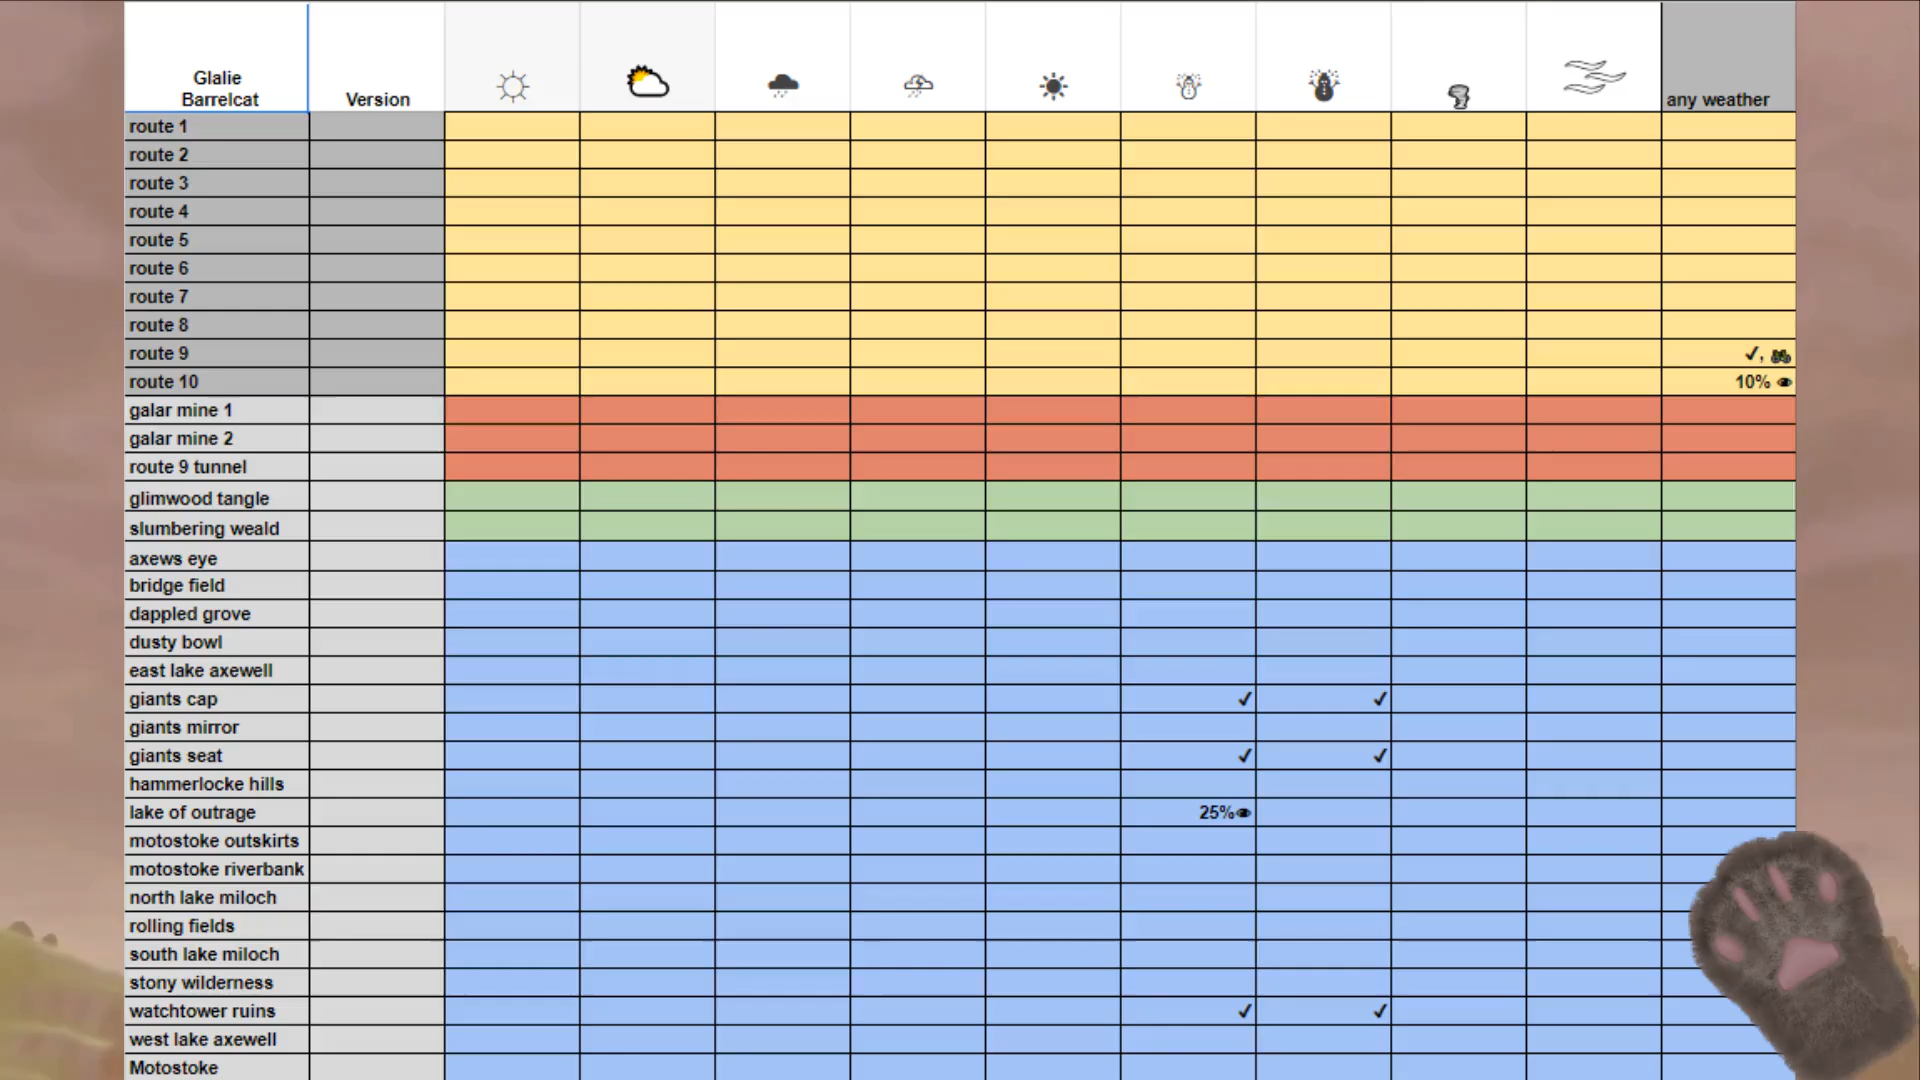 Glalie
Barrelcat Version any weather
route 1
route 2
route 3
route 4
route 5
route 6
route 7
route 8
route 9 ✓,
route 10 10%
galar mine 1
galar mine 2
route 9 tunnel
glimwood tangle
slumbering weald
axews eye
bridge field
dappled grove
dusty bowl
east lake axewell
giants cap ✓ ✓
giants mirror
giants seat ✓ ✓
hammerlocke hills
lake of outrage 25%
motostoke outskirts
motostoke riverbank
north lake miloch
rolling fields
south lake miloch
stony wilderness
watchtower ruins ✓ ✓
west lake axewell
Motostoke